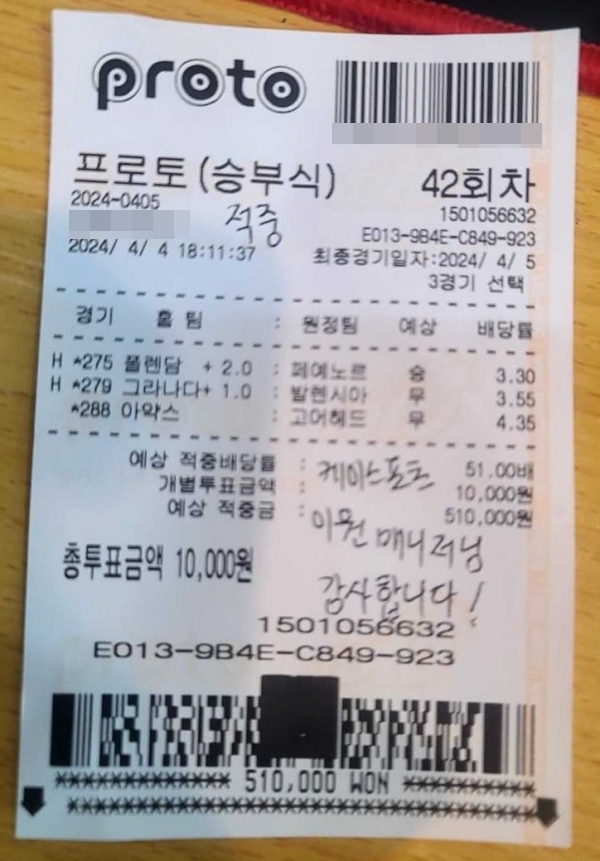 proto
프로토(승부식) 42회차
2024-0405 1501056632
적중
E013-9B4E-C849-923
2024/ 4/ 4 18:11:37 최종경기일자:2024/ 4/ 5
3경기 선택
경기 홈 팀 : 원정팀 예상 배당률
H *275 폴렌담 + 2.0 : 페예노르 승 3.30
H *279 그라나다+ 1.0 : 발렌시아 무 3.55
*288 아약스 : 고어헤드 무 4.35
예상 적중배당률 : 51.00배
케이스포츠
개별투표금액 : 10,000원
예상 적중금 : 510,000원
이원 매니저님
총투표금액 10,000원
감사합니다!
1501056632
E013-9B4E-C849-923
************* 510,000 WON **********